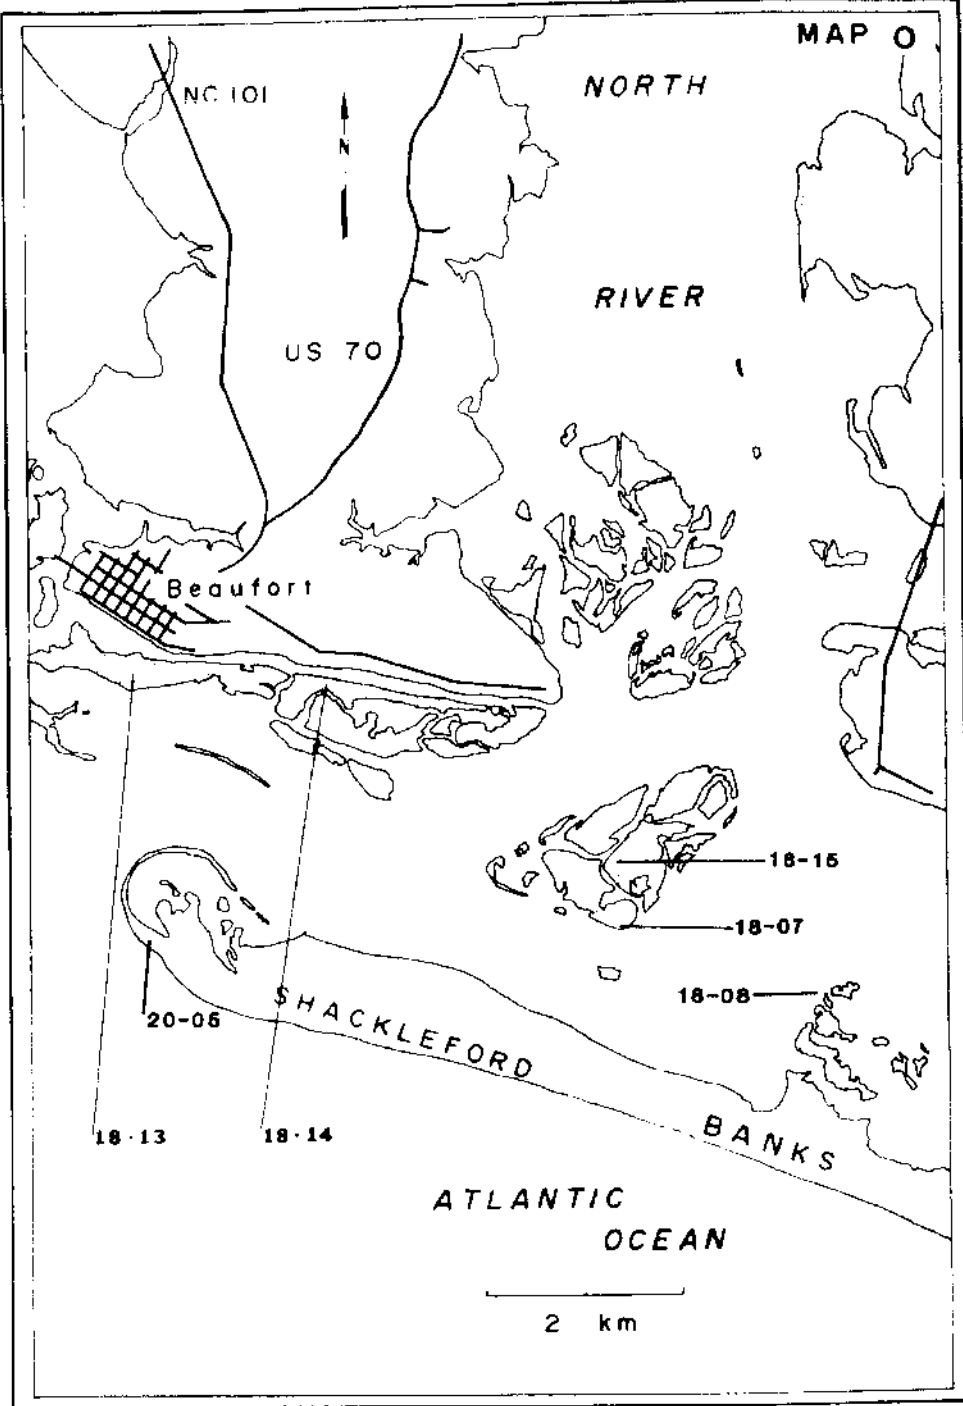 MAP O
NORTH
NC 101
N
RIVER
US 70
Beaufort
18-15
18-07
18-08
SHACKLEFORD
20-05
BANKS
18-13
18-14
ATLANTIC
OCEAN
2 km